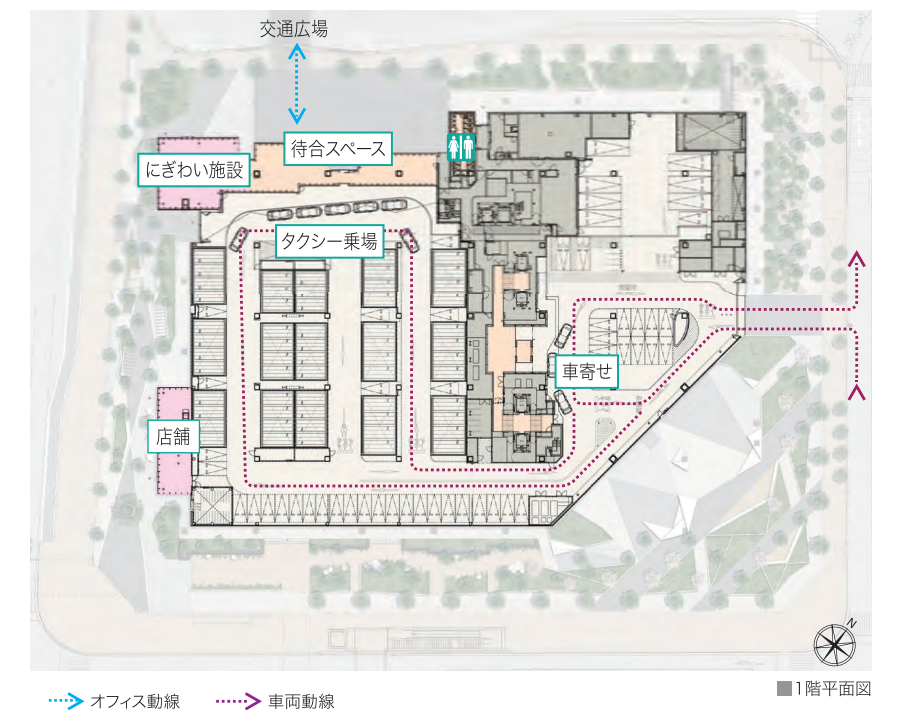 交通広場
待合スペース
にぎわい施設
タクシー乗場
車寄せ
店舗
N
オフィス動線
車両動線
■1階平面図